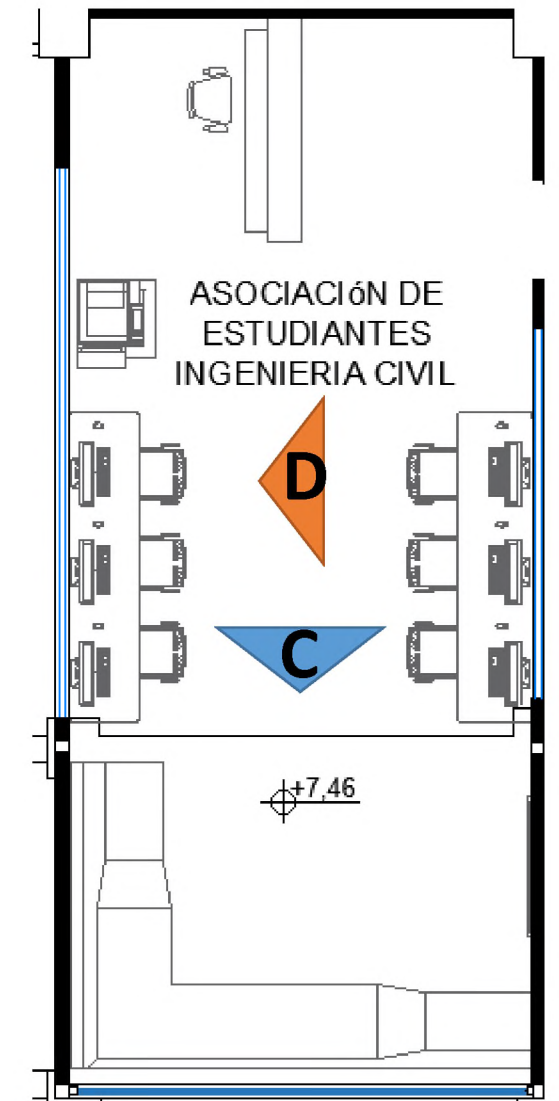 ASOCIACIóN DE
ESTUDIANTES
INGENIERIA CIVIL
D
C
+7,46